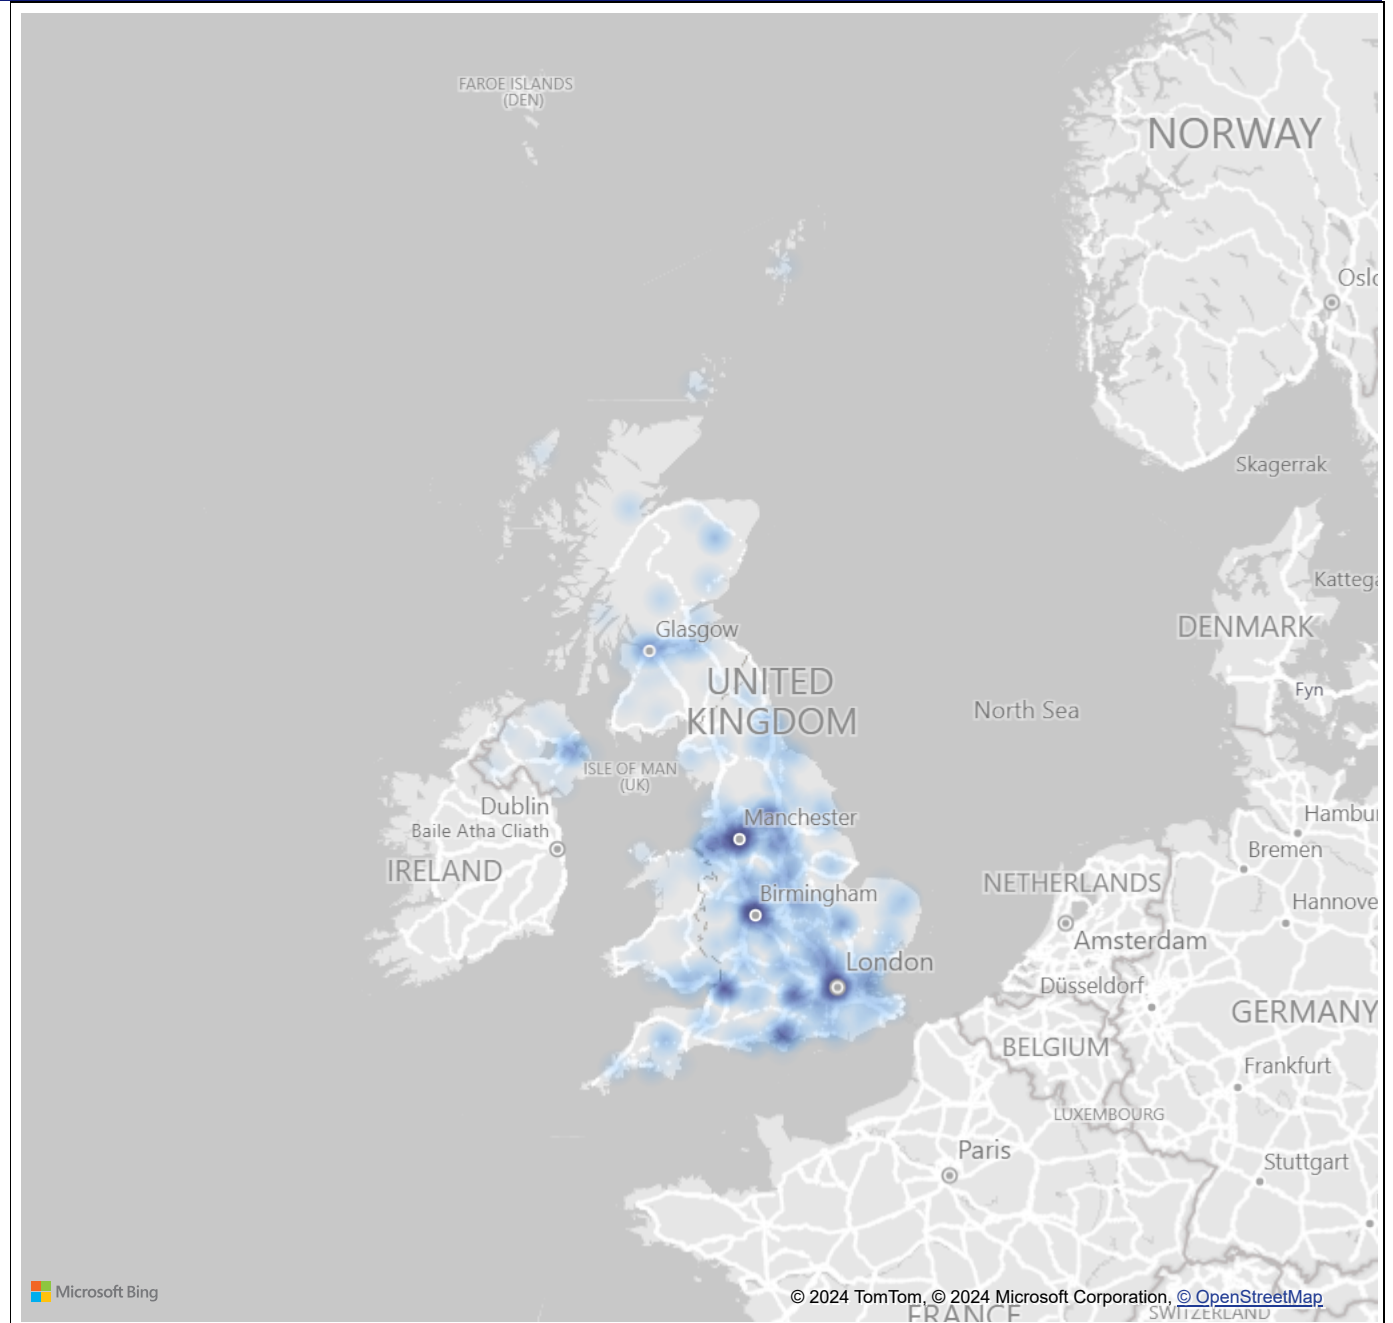 FAROE ISLANDS
(DEN)
NORWAY
Oslo
Skagerrak
Kattega
DENMARK
Glasgow
UNITED
KINGDOM
Fyn
North Sea
ISLE OF MAN
(UK)
Dublin
Baile Atha Cliath
IRELAND
Manchester
Hambur
Bremen
NETHERLANDS
Birmingham
Hannove
Amsterdam
London
Düsseldorf
GERMANY
BELGIUM
Frankfurt
LUXEMBOURG
Paris
Stuttgart
Microsoft Bing
© 2024 TomTom, © 2024 Microsoft Corporation, © OpenStreetMap
FRANCE
SWITZERLAND